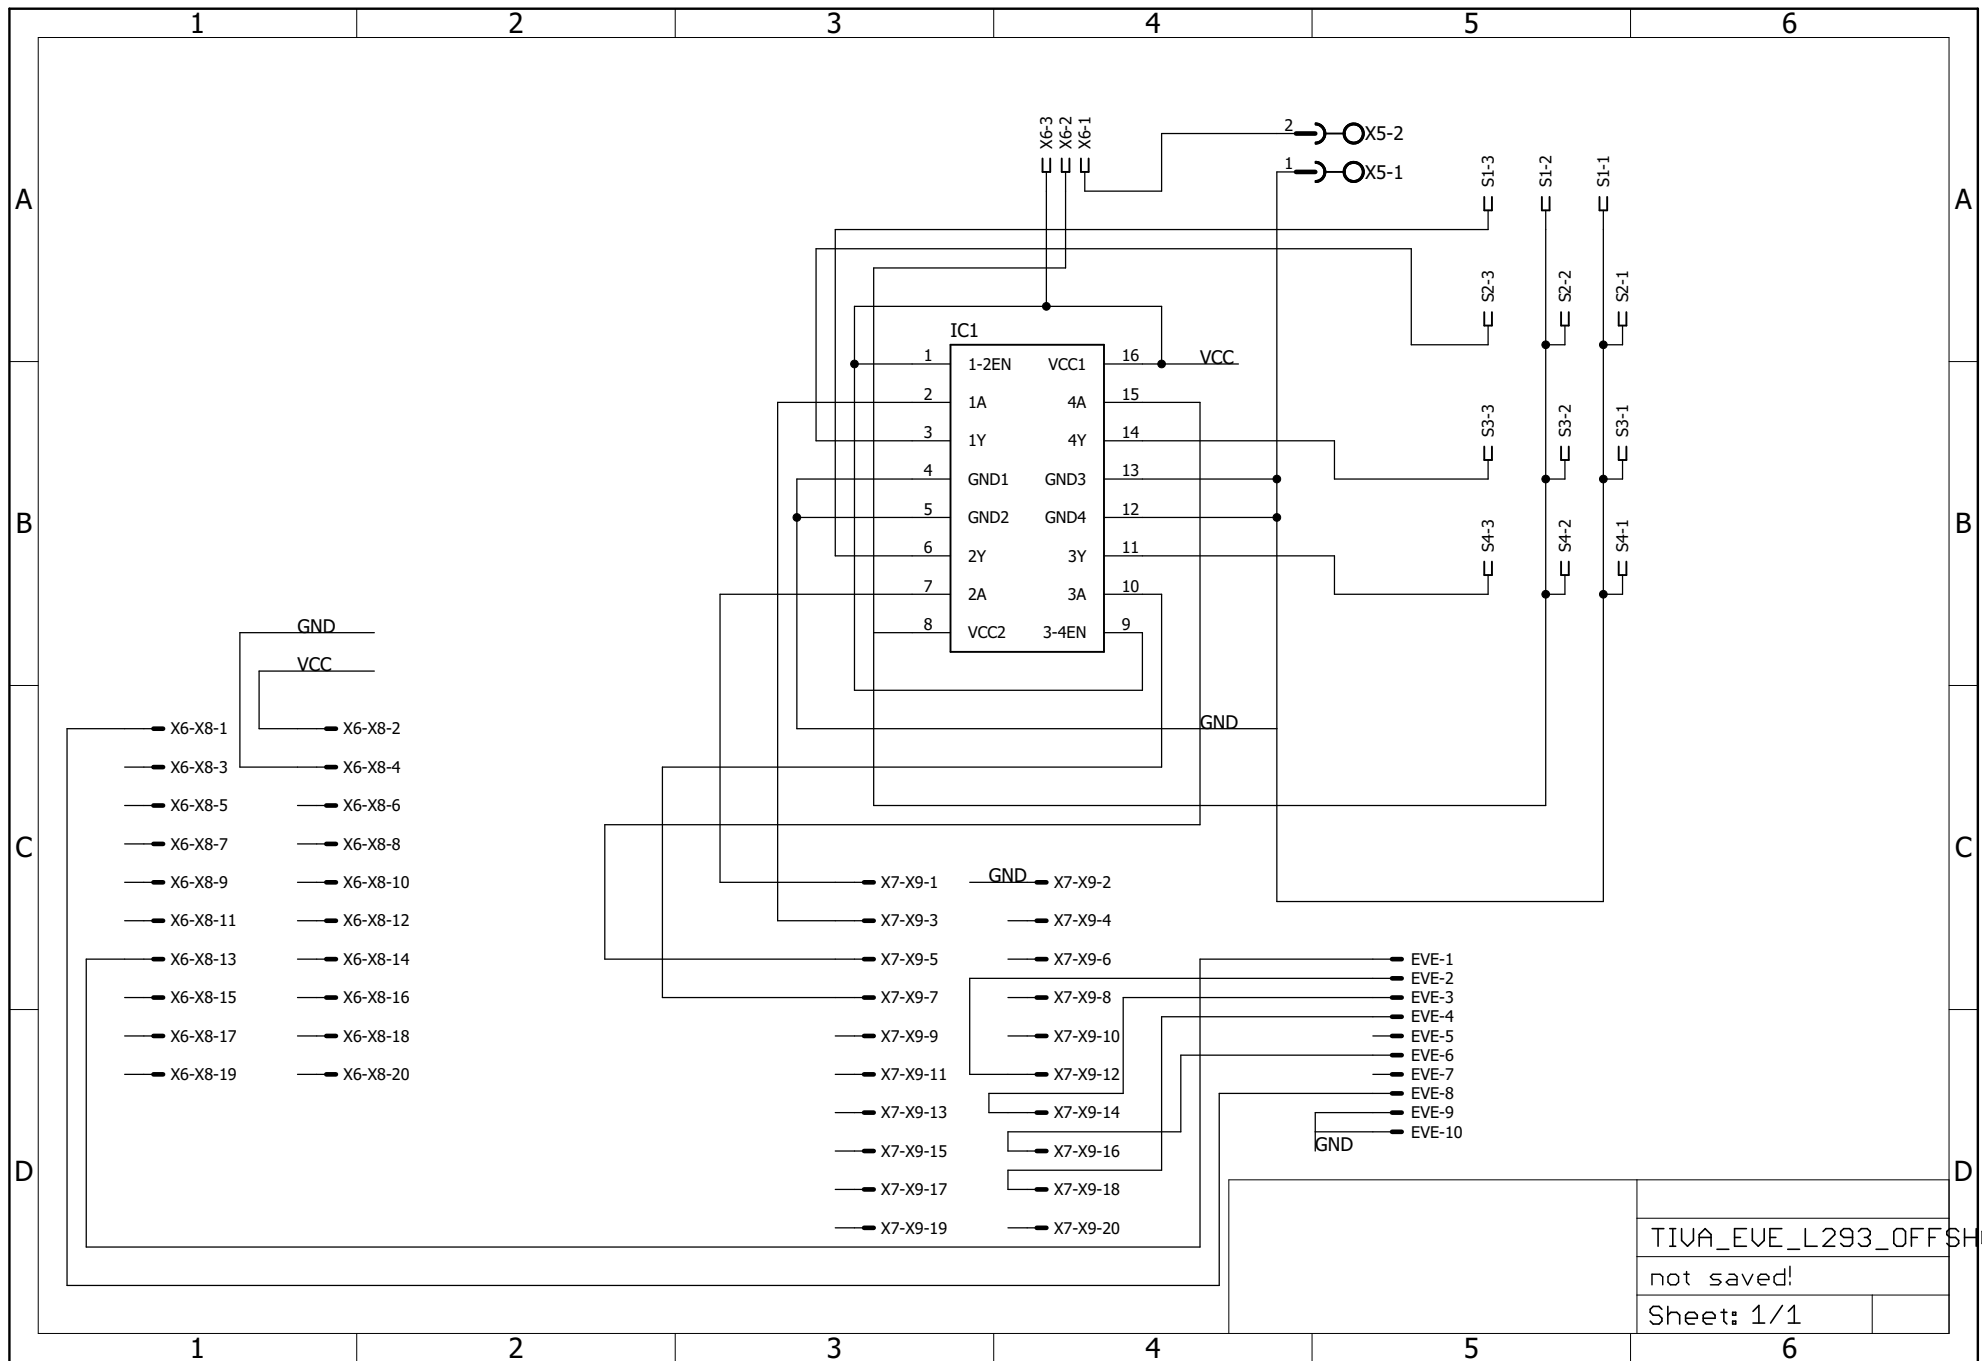 1 2 3 4 5 6
X6-3
X6-2
X6-1
2 X5-2
1 X5-1
S1-3
S1-2
S1-1
A A
S2-3
S2-2
S2-1
IC1
1 1-2EN VCC1 16 VCC
2 1A 4A 15
3 1Y 4Y 14
4 GND1 GND3 13
5 GND2 GND4 12
6 2Y 3Y 11
7 2A 3A 10
8 VCC2 3-4EN 9
S3-3
S3-2
S3-1
B B
S4-3
S4-2
S4-1
GND
VCC
GND
X6-X8-1 X6-X8-2
X6-X8-3 X6-X8-4
X6-X8-5 X6-X8-6
X6-X8-7 X6-X8-8
X6-X8-9 X6-X8-10
X6-X8-11 X6-X8-12
X6-X8-13 X6-X8-14
X6-X8-15 X6-X8-16
X6-X8-17 X6-X8-18
X6-X8-19 X6-X8-20
C C
X7-X9-1 GND X7-X9-2
X7-X9-3 X7-X9-4
X7-X9-5 X7-X9-6
X7-X9-7 X7-X9-8
X7-X9-9 X7-X9-10
X7-X9-11 X7-X9-12
X7-X9-13 X7-X9-14
X7-X9-15 X7-X9-16
X7-X9-17 X7-X9-18
X7-X9-19 X7-X9-20
EVE-1
EVE-2
EVE-3
EVE-4
EVE-5
EVE-6
EVE-7
EVE-8
EVE-9
EVE-10
GND
D D
TIVA_EVE_L293_OFFSH
not saved!
Sheet: 1/1
1 2 3 4 5 6